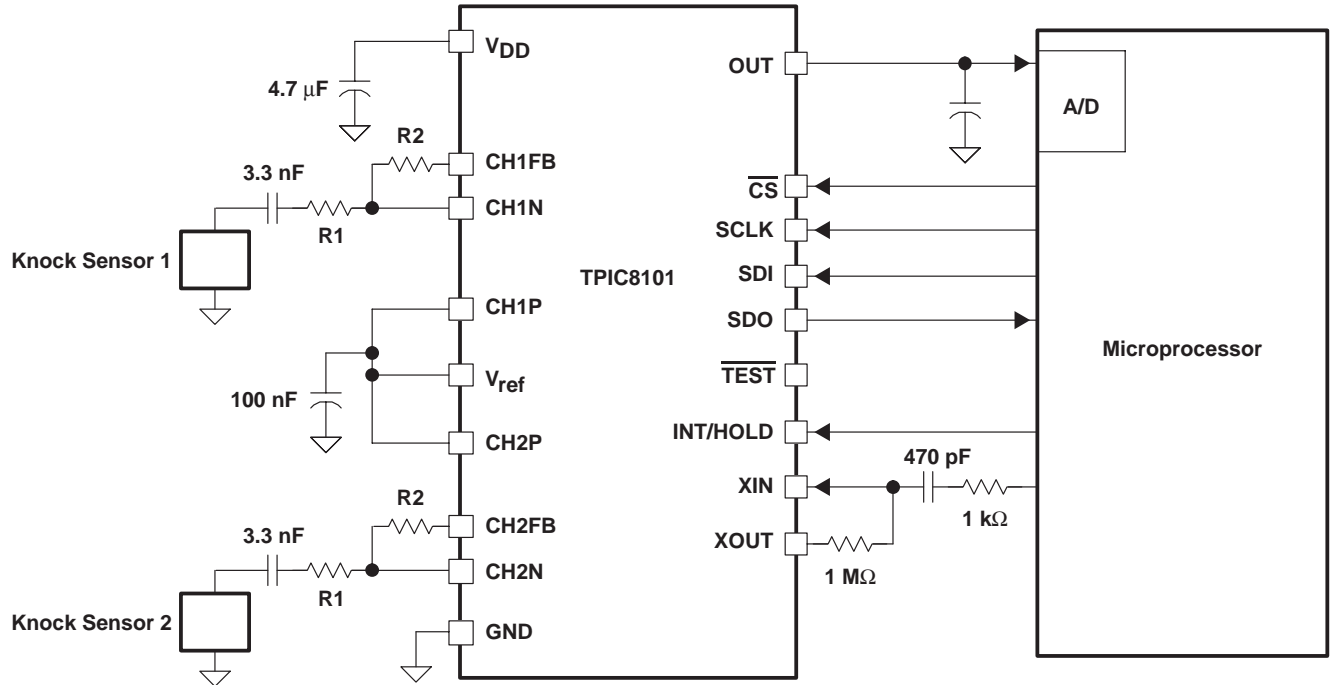 VDD
4.7 μF
R2
CH1FB
3.3 nF
CH1N
R1
Knock Sensor 1
CH1P
Vref
100 nF
CH2P
R2
CH2FB
3.3 nF
CH2N
R1
Knock Sensor 2
GND
TPIC8101
OUT
CS
SCLK
SDI
SDO
TEST
INT/HOLD
470 pF
XIN
1 kΩ
XOUT
1 MΩ
A/D
Microprocessor